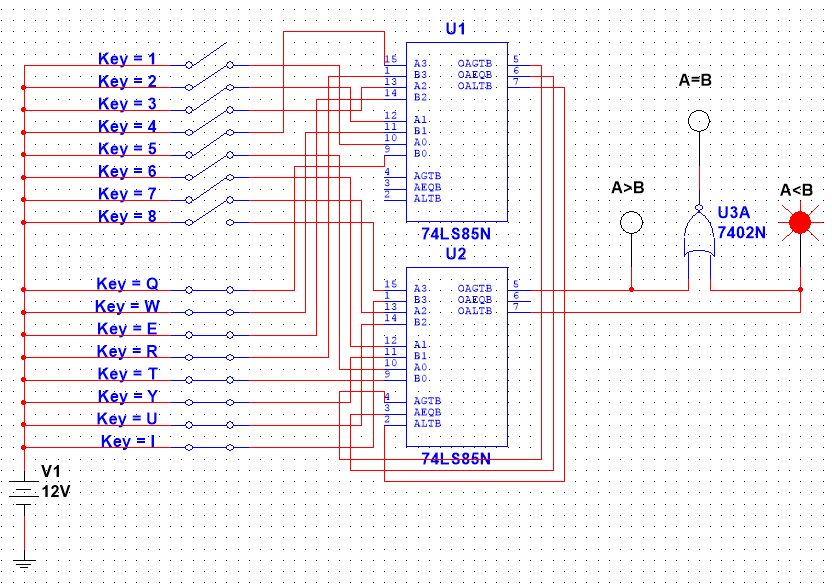 U1
Key = 1
Key = 2
Key = 3
Key = 4
Key = 5
Key = 6
Key = 7
Key = 8
15 A3 OAGTB 5
1 B3 OAEQB 6
13 A2 OALTB 7
14 B2
12 A1
11 B1
10 A0
9 B0
4 AGTB
3 AEQB
2 ALTB
74LS85N
A=B
A>B
A<B
U3A
7402N
U2
Key = Q
Key = W
Key = E
Key = R
Key = T
Key = Y
Key = U
Key = I
15 A3 OAGTB 5
1 B3 OAEQB 6
13 A2 OALTB 7
14 B2
12 A1
11 B1
10 A0
9 B0
4 AGTB
3 AEQB
2 ALTB
74LS85N
V1
12V